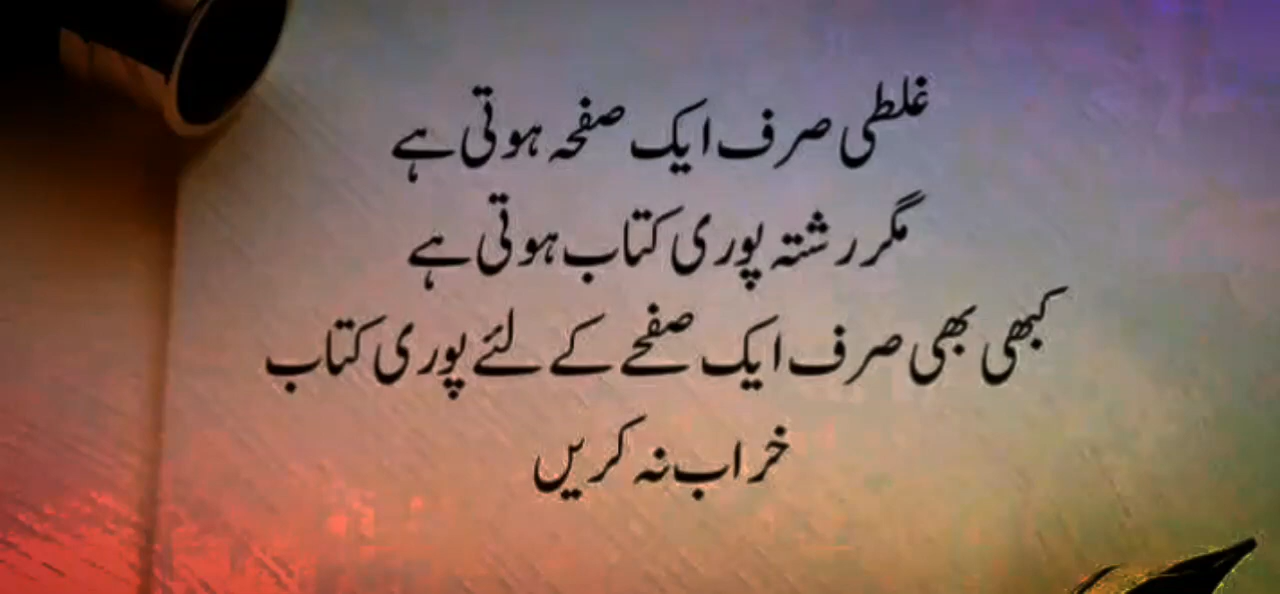 غلطی صرف ایک صفحہ ہوتی ہے
مگر رشتہ پوری کتاب ہوتی ہے
کبھی بھی صرف ایک صفحے کے لئے پوری کتاب
خراب نہ کریں